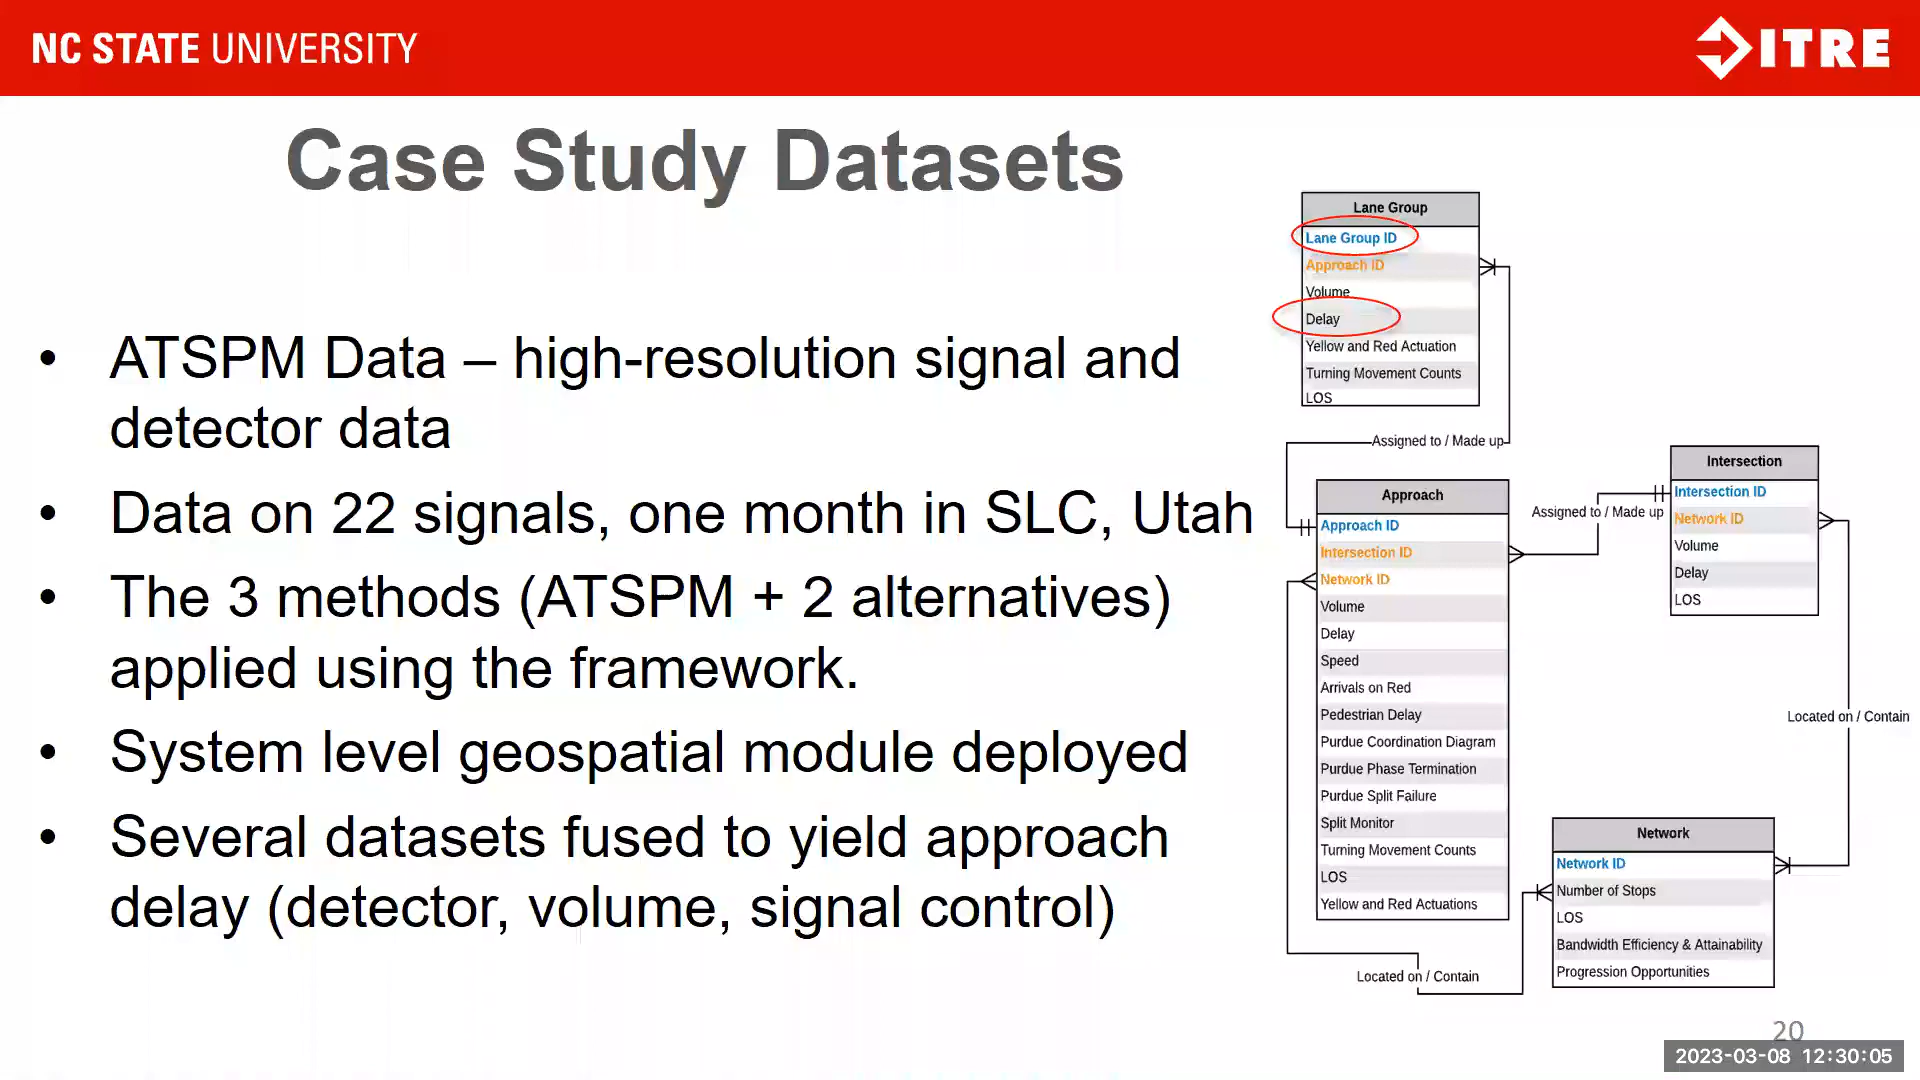 NC STATE UNIVERSITY
ITRE
Case Study Datasets
• ATSPM Data – high-resolution signal and
detector data
• Data on 22 signals, one month in SLC, Utah
• The 3 methods (ATSPM + 2 alternatives)
applied using the framework.
• System level geospatial module deployed
• Several datasets fused to yield approach
delay (detector, volume, signal control)
Lane Group
Lane Group ID
Approach ID
Volume
Delay
Yellow and Red Actuation
Turning Movement Counts
LOS
Assigned to / Made up
Approach
Approach ID
Intersection ID
Network ID
Volume
Delay
Speed
Arrivals on Red
Pedestrian Delay
Purdue Coordination Diagram
Purdue Phase Termination
Purdue Split Failure
Split Monitor
Turning Movement Counts
LOS
Yellow and Red Actuations
Assigned to / Made up
Intersection
Intersection ID
Network ID
Volume
Delay
LOS
Located on / Contain
Network
Network ID
Number of Stops
LOS
Bandwidth Efficiency & Attainability
Progression Opportunities
Located on / Contain
20
2023-03-08 12:30:05